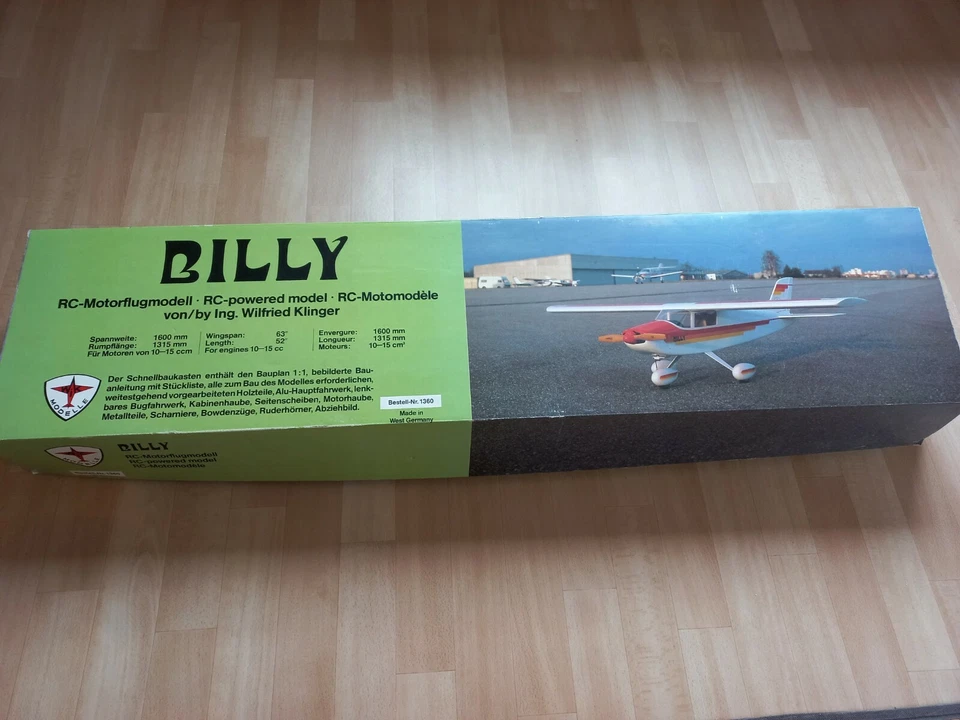 BILLY
RC-Motorflugmodell · RC-powered model · RC-Motomodèle
von/by Ing. Wilfried Klinger
Spannweite: 1600 mm
Rumpflänge: 1315 mm
Für Motoren von 10—15 ccm
Wingspan: 63"
Length: 52"
For engines 10—15 cc
Envergure: 1600 mm
Longueur: 1315 mm
Moteurs: 10—15 cm³
MODELLE
Der Schnellbaukasten enthält den Bauplan 1:1, bebilderte Bau-
anleitung mit Stückliste, alle zum Bau des Modelles erforderlichen,
weitestgehend vorgearbeiteten Holzteile, Alu-Hauptfahrwerk, lenk-
bares Bugfahrwerk, Kabinenhaube, Seitenscheiben, Motorhaube,
Metallteile, Scharniere, Bowdenzüge, Ruderhörner, Abziehbild.
Bestell-Nr. 1360
Made in
West Germany
BILLY
RC-Motorflugmodell
RC-powered model
RC-Motomodèle